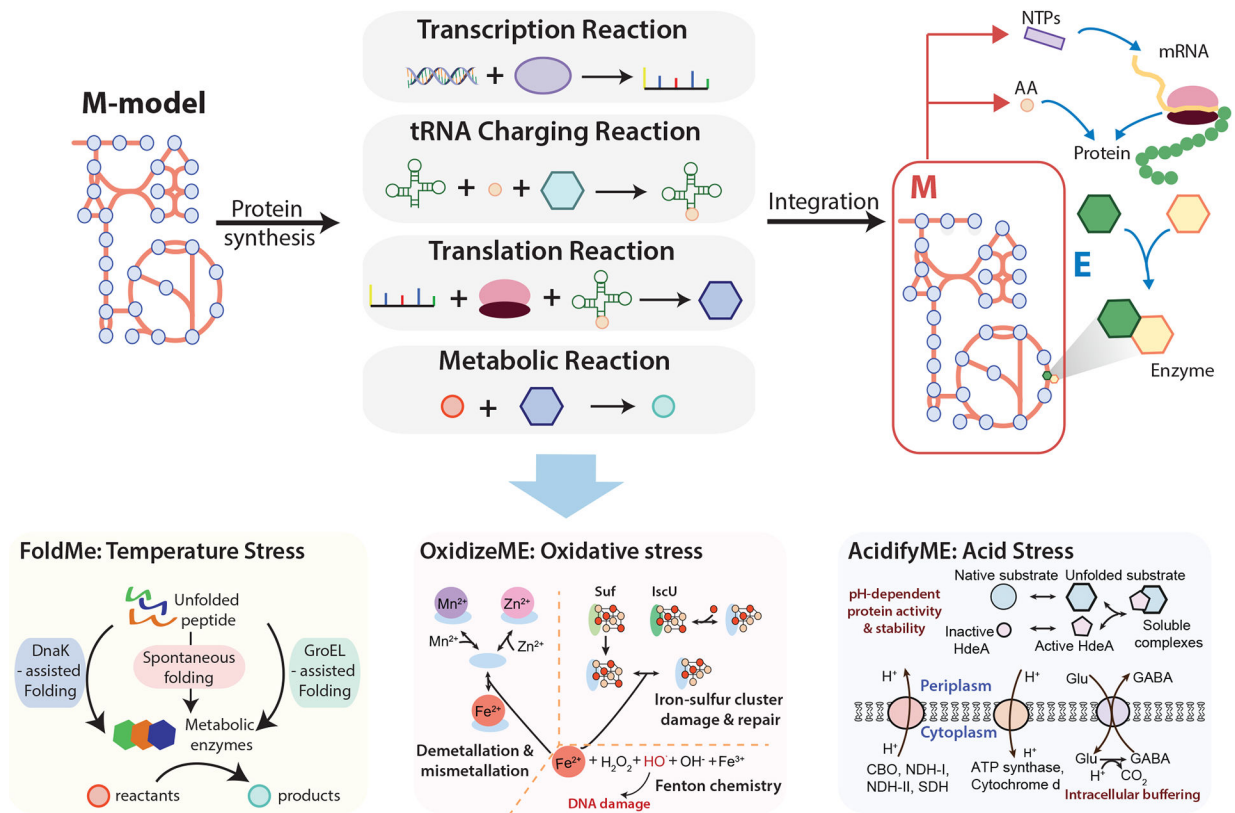 M-model
Protein
synthesis
Transcription Reaction
+
tRNA Charging Reaction
+ +
Translation Reaction
+ +
Metabolic Reaction
+
Integration
NTPs
mRNA
AA
Protein
M
E
Enzyme
FoldMe: Temperature Stress
Unfolded
peptide
DnaK
- assisted
Folding
Spontaneous
folding
GroEL
- assisted
Folding
Metabolic
enzymes
reactants
products
OxidizeME: Oxidative stress
Mn²⁺
Zn²⁺
Mn²⁺
Zn²⁺
Fe²⁺
Demetallation &
mismetallation
Suf
IscU
Iron-sulfur cluster
damage & repair
Fe²⁺ + H₂O₂ + HO· + OH⁻ + Fe³⁺
Fenton chemistry
DNA damage
AcidifyME: Acid Stress
pH-dependent
protein activity
& stability
Native substrate
Unfolded substrate
Inactive
HdeA
Active HdeA
Soluble
complexes
H⁺
H⁺
Glu
GABA
Periplasm
Cytoplasm
H⁺
H⁺
CBO, NDH-I,
NDH-II, SDH
ATP synthase,
Cytochrome d
Glu
GABA
H⁺
CO₂
Intracellular buffering